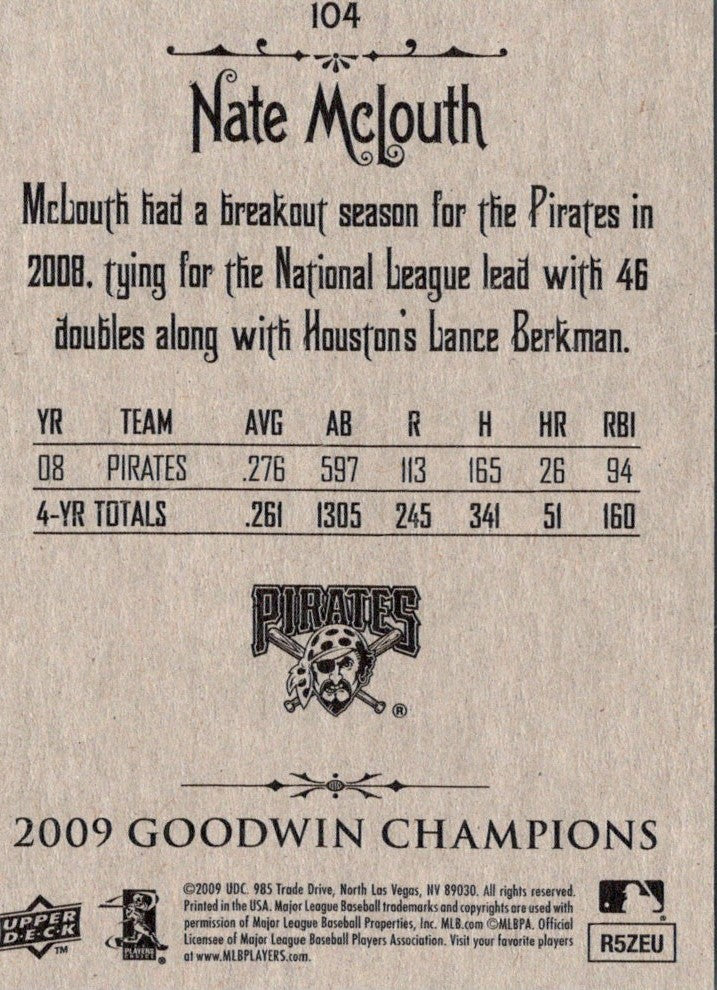 104
Nate McLouth
McLouth had a breakout season for the Pirates in
2008, tying for the National League lead with 46
doubles along with Houston's Lance Berkman.
YR TEAM AVG AB R H HR RBI
08 PIRATES .276 597 113 165 26 94
4-YR TOTALS .261 1305 245 341 51 160
PIRATES
®
2009 GOODWIN CHAMPIONS
©2009 UDC. 985 Trade Drive, North Las Vegas, NV 89030. All rights reserved.
Printed in the USA. Major League Baseball trademarks and copyrights are used with
permission of Major League Baseball Properties, Inc. MLB.com ©MLBPA. Official
Licensee of Major League Baseball Players Association. Visit your favorite players
at www.MLBPLAYERS.com.
UPPER
D·E·C·K
TM
PLAYERS
CHOICE
®
®
R5ZEU